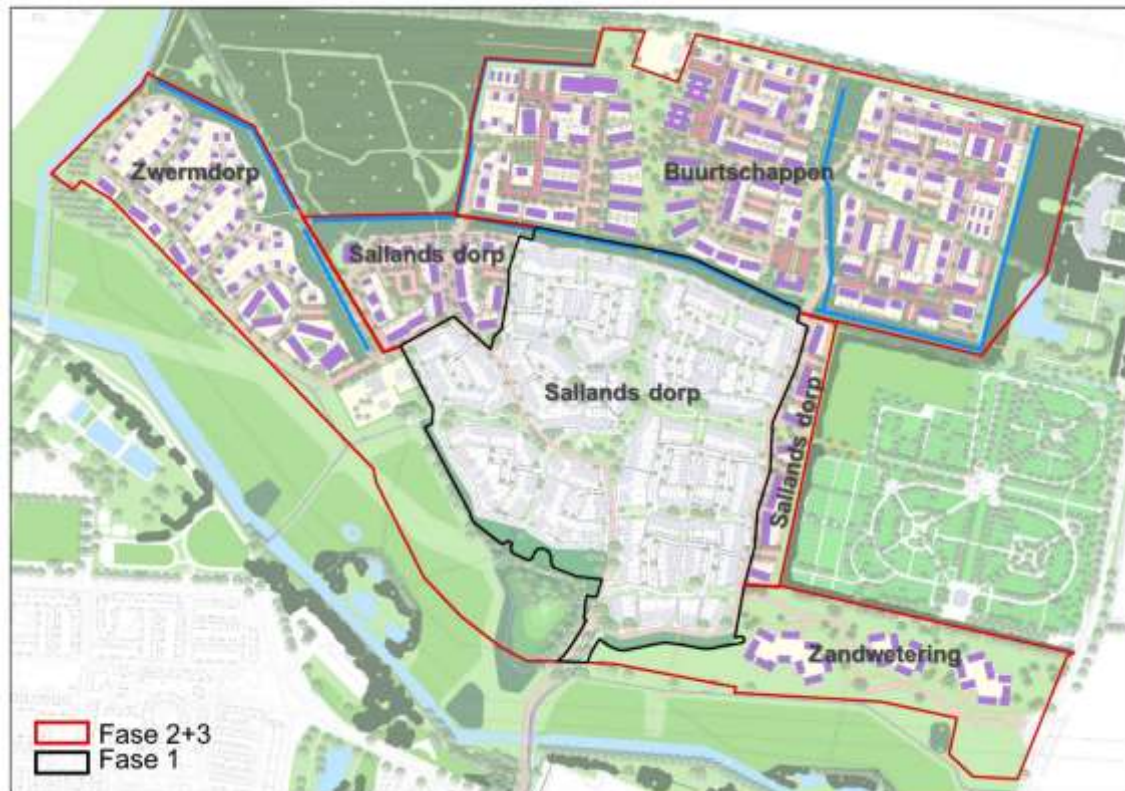 Zwermdorp
Buurtschappen
Sallands dorp
Sallands dorp
Sallands dorp
Zandwetering
Fase 2+3
Fase 1